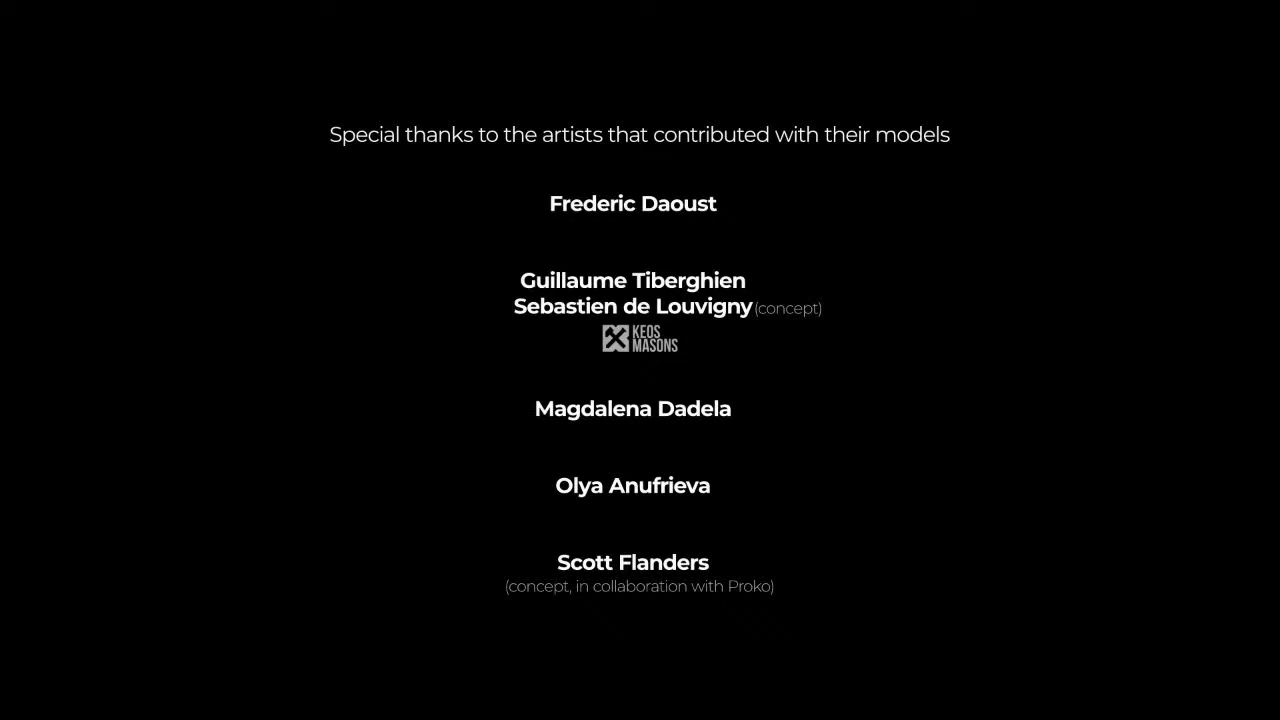 Special thanks to the artists that contributed with their models
Frederic Daoust
Guillaume Tiberghien
Sebastien de Louvigny (concept)
KEOS
MASONS
Magdalena Dadela
Olya Anufrieva
Scott Flanders
(concept, in collaboration with Proko)